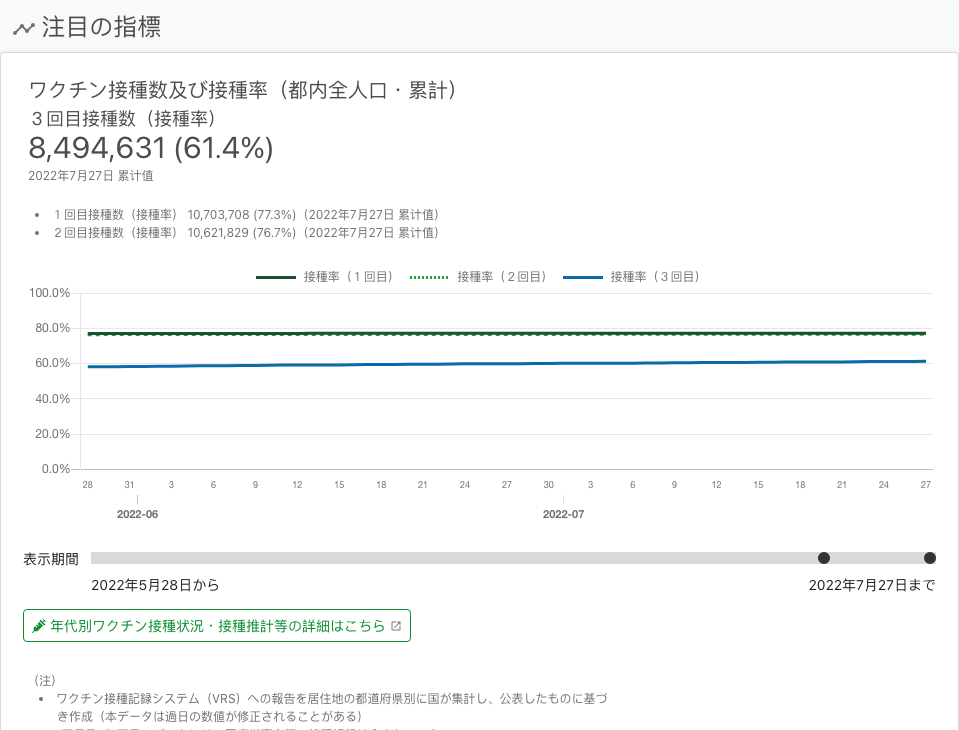 注目の指標
ワクチン接種数及び接種率（都内全人口・累計）
３回目接種数（接種率）
8,494,631 (61.4%)
2022年7月27日 累计值
• １回目接種数（接種率） 10,703,708 (77.3%)（2022年7月27日 累计值）
• ２回目接種数（接種率） 10,621,829 (76.7%)（2022年7月27日 累计值）
接種率（１回目） 接種率（２回目） 接種率（３回目）
100.0%
80.0%
60.0%
40.0%
20.0%
0.0%
28 31 3 6 9 12 15 18 21 24 27 30 3 6 9 12 15 18 21 24 27
2022-06 2022-07
表示期間
2022年5月28日から 2022年7月27日まで
年代別ワクチン接種状況・接種推計等の詳細はこちら
（注）
• ワクチン接種記録システム（VRS）への報告を居住地の都道府県別に国が集計し、公表したものに基づ
き作成（本データは過日の数値が修正されることがある）